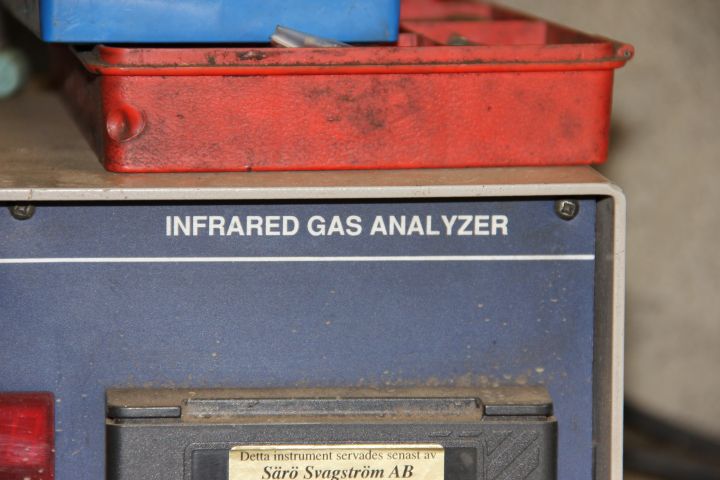 INFRARED GAS ANALYZER
Detta instrument servades senast av
Särö Svagström AB